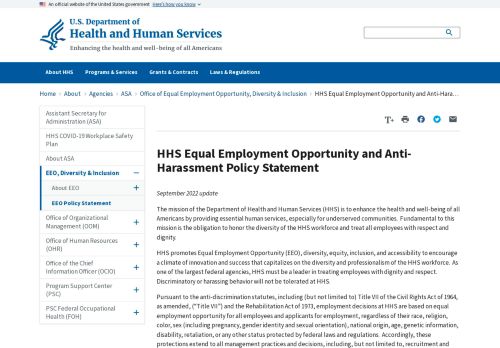 An official website of the United States government Here's how you know
U.S. Department of
Health and Human Services
Enhancing the health and well-being of all Americans
About HHS Programs & Services Grants & Contracts Laws & Regulations
Home > About > Agencies > ASA > Office of Equal Employment Opportunity, Diversity & Inclusion > HHS Equal Employment Opportunity and Anti-Hara…
Assistant Secretary for
Administration (ASA)
HHS COVID-19 Workplace Safety
Plan
About ASA
EEO, Diversity & Inclusion
About EEO
EEO Policy Statement
Office of Organizational
Management (OOM)
Office of Human Resources
(OHR)
Office of the Chief
Information Officer (OCIO)
Program Support Center
(PSC)
FSC Federal Occupational
Health (FOH)
T+
HHS Equal Employment Opportunity and Anti-
Harassment Policy Statement
September 2022 update
The mission of the Department of Health and Human Services (HHS) is to enhance the health and well-being of all
Americans by providing essential human services, especially for underserved communities. Fundamental to this
mission is the obligation to honor the diversity of the HHS workforce and treat all employees with respect and
dignity.
HHS promotes Equal Employment Opportunity (EEO), diversity, equity, inclusion, and accessibility to encourage
a climate of innovation and success that capitalizes on the diversity and professionalism of the HHS workforce. As
one of the largest federal agencies, HHS must be a leader in treating employees with dignity and respect.
Discriminatory or harassing behavior will not be tolerated at HHS.
Pursuant to the anti-discrimination statutes, including (but not limited to) Title VII of the Civil Rights Act of 1964,
as amended, ("Title VII") and the Rehabilitation Act of 1973, employment decisions at HHS are based on equal
employment opportunity for all employees and applicants for employment, regardless of their race, religion,
color, sex (including pregnancy, gender identity and sexual orientation), national origin, age, genetic information,
disability, retaliation, or any other status protected by federal laws and regulations. Accordingly, these
protections extend to all management practices and decisions, including, but not limited to, recruitment and